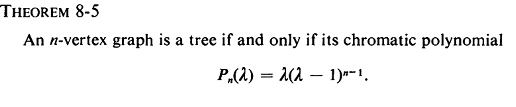 THEOREM 8-5
An n-vertex graph is a tree if and only if its chromatic polynomial
Pₙ(λ) = λ(λ − 1)ⁿ⁻¹.